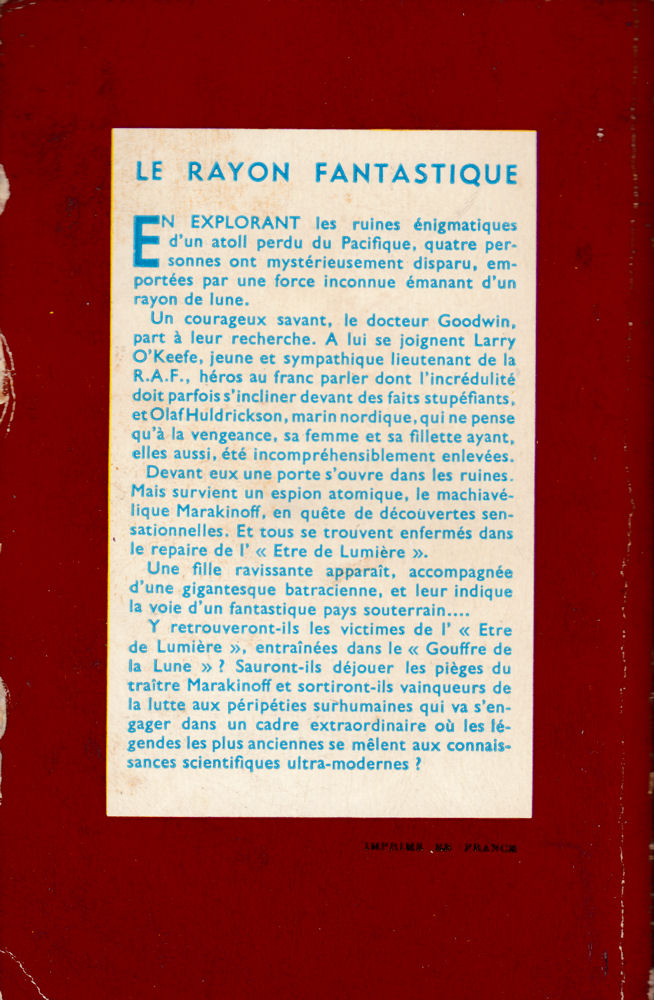 LE RAYON FANTASTIQUE
EN EXPLORANT les ruines énigmatiques
d'un atoll perdu du Pacifique, quatre per-
sonnes ont mystérieusement disparu, em-
portées par une force inconnue émanant d'un
rayon de lune.
Un courageux savant, le docteur Goodwin,
part à leur recherche. A lui se joignent Larry
O'Keefe, jeune et sympathique lieutenant de la
R.A.F., héros au franc parler dont l'incrédulité
doit parfois s'incliner devant des faits stupéfiants,
et Olaf Huldrickson, marin nordique, qui ne pense
qu'à la vengeance, sa femme et sa fillette ayant,
elles aussi, été incompréhensiblement enlevées.
Devant eux une porte s'ouvre dans les ruines.
Mais survient un espion atomique, le machiavé-
lique Marakinoff, en quête de découvertes sen-
sationnelles. Et tous se trouvent enfermés dans
le repaire de l' « Etre de Lumière ».
Une fille ravissante apparaît, accompagnée
d'une gigantesque batracienne, et leur indique
la voie d'un fantastique pays souterrain....
Y retrouveront-ils les victimes de l' « Etre
de Lumière », entraînées dans le « Gouffre de
la Lune » ? Sauront-ils déjouer les pièges du
traître Marakinoff et sortiront-ils vainqueurs de
la lutte aux péripéties surhumaines qui va s'en-
gager dans un cadre extraordinaire où les lé-
gendes les plus anciennes se mêlent aux connais-
sances scientifiques ultra-modernes ?
IMPRIMÉ EN FRANCE